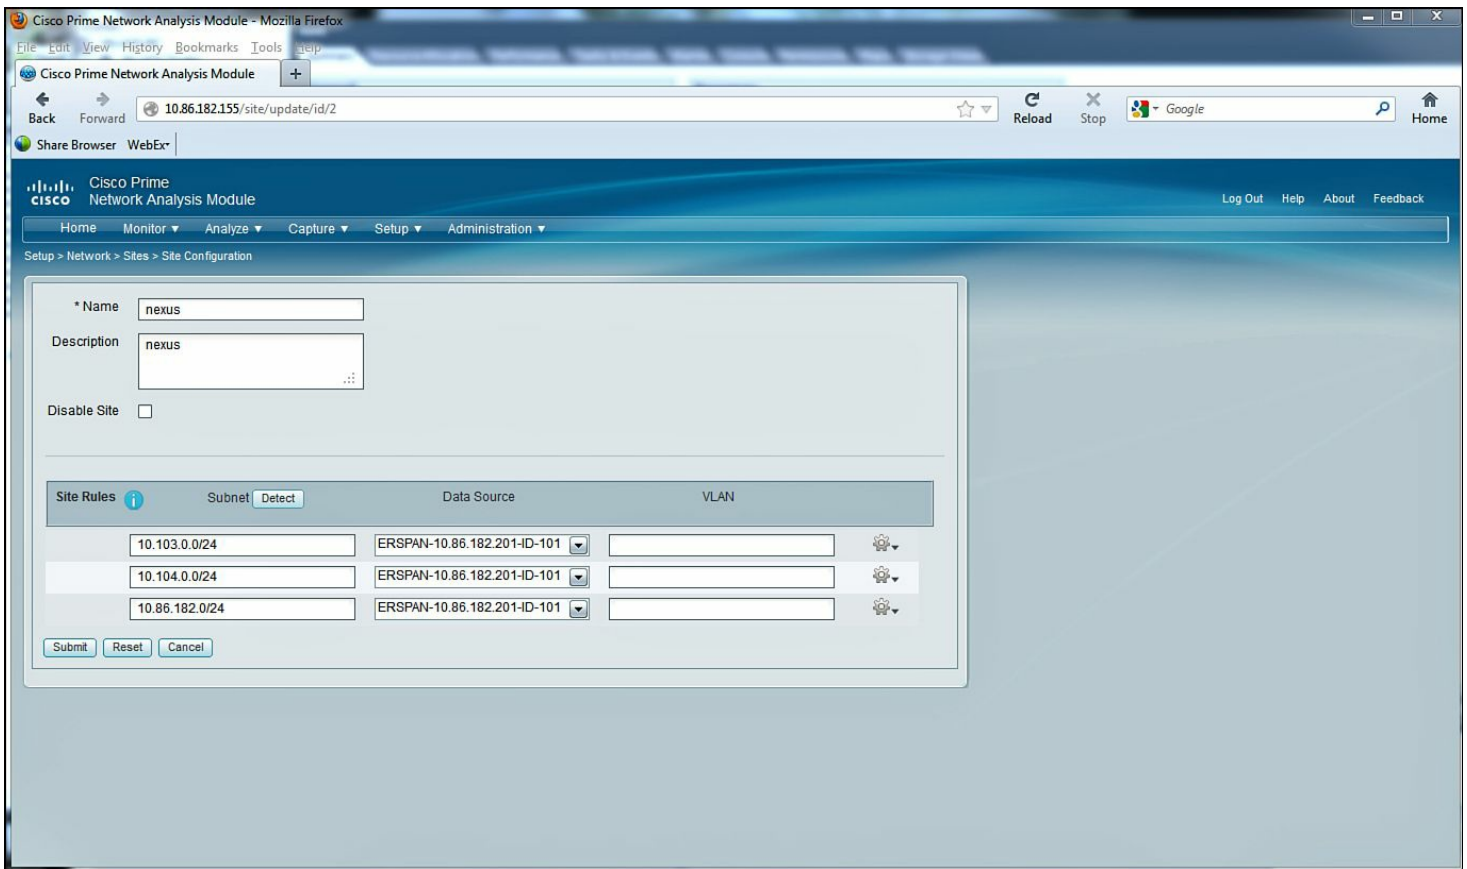 Cisco Prime Network Analysis Module - Mozilla Firefox
File Edit View History Bookmarks Tools Help
Cisco Prime Network Analysis Module +
Back Forward 10.86.182.155/site/update/id/2 Reload Stop Google Home
Share Browser WebEx
CISCO Cisco Prime
Network Analysis Module
Log Out Help About Feedback
Home Monitor Analyze Capture Setup Administration
Setup > Network > Sites > Site Configuration
* Name nexus
Description nexus
Disable Site
Site Rules i Subnet Detect Data Source VLAN
10.103.0.0/24 ERSPAN-10.86.182.201-ID-101
10.104.0.0/24 ERSPAN-10.86.182.201-ID-101
10.86.182.0/24 ERSPAN-10.86.182.201-ID-101
Submit Reset Cancel